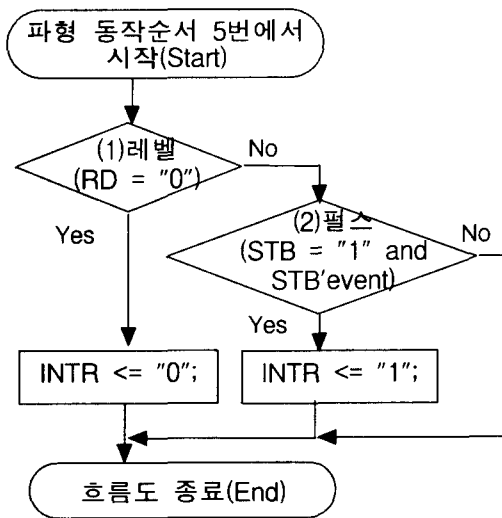 파형 동작순서 5번에서
시작(Start)
(1)레벨
(RD = "0")
No
Yes
(2)펄스
(STB = "1" and
STB'event)
No
Yes
INTR <= "0";
INTR <= "1";
흐름도 종료(End)